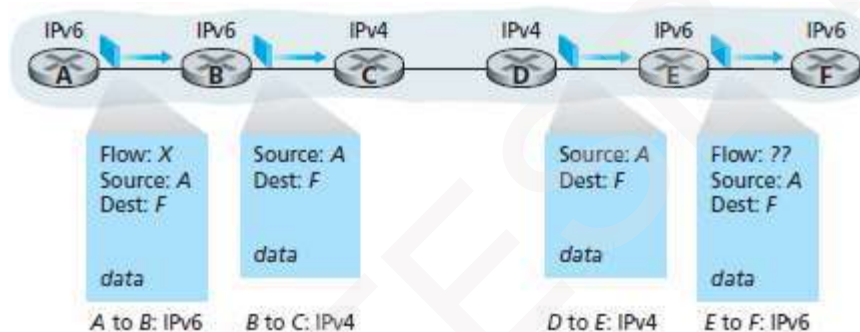 IPv6 IPv6 IPv4 IPv4 IPv6 IPv6
A B C D E F
Flow: X
Source: A
Dest: F
data
Source: A
Dest: F
data
Source: A
Dest: F
data
Flow: ??
Source: A
Dest: F
data
A to B: IPv6 B to C: IPv4 D to E: IPv4 E to F: IPv6